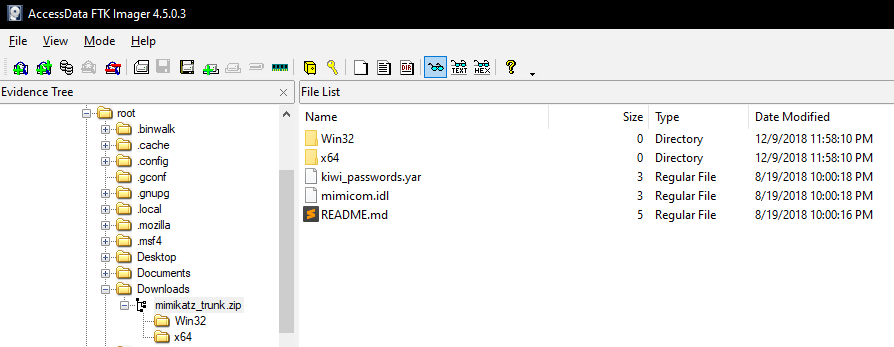 AccessData FTK Imager 4.5.0.3
File View Mode Help
DIR TEXT HEX ?
Evidence Tree
root
.binwalk
.cache
.config
.gconf
.gnupg
.local
.mozilla
.msf4
Desktop
Documents
Downloads
mimikatz_trunk.zip
Win32
x64
File List
Name Size Type Date Modified
Win32 0 Directory 12/9/2018 11:58:10 PM
x64 0 Directory 12/9/2018 11:58:10 PM
kiwi_passwords.yar 3 Regular File 8/19/2018 10:00:18 PM
mimicom.idl 3 Regular File 8/19/2018 10:00:18 PM
README.md 5 Regular File 8/19/2018 10:00:16 PM